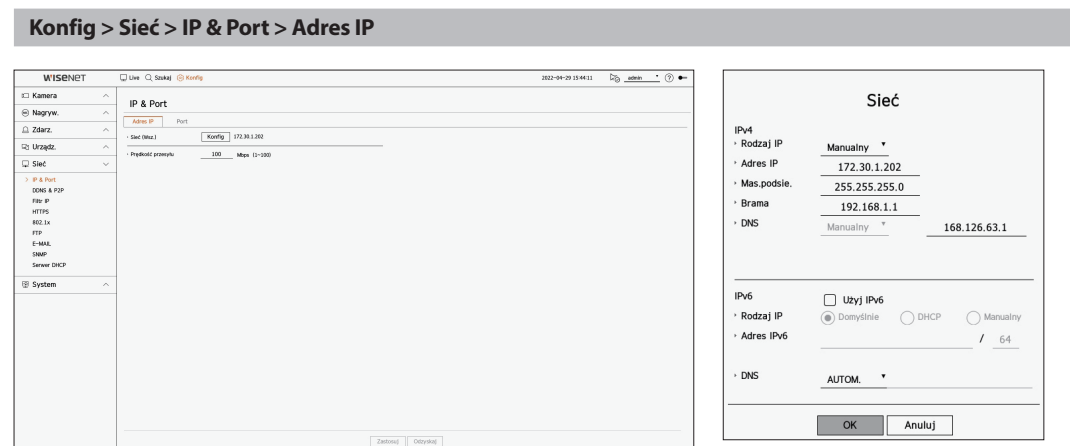 Konfig > Sieć > IP & Port > Adres IP
WISENET
Live Szukaj Konfig
2022-04-29 15:44:11 admin
Kamera
Nagryw.
Zdarz.
Urządz.
Sieć
> IP & Port
DDNS & P2P
Filtr IP
HTTPS
802.1x
FTP
E-MAIL
SNMP
Serwer DHCP
System
IP & Port
Adres IP Port
Sieć (Wsz.) Konfig 172.30.1.202
Prędkość przesyłu 100 Mbps (1~100)
Zastosuj Odzyskaj
Sieć
IPv4
Rodzaj IP Manualny
Adres IP 172.30.1.202
Mas.podsie. 255.255.255.0
Brama 192.168.1.1
DNS Manualny 168.126.63.1
IPv6 Użyj IPv6
Rodzaj IP Domyślnie DHCP Manualny
Adres IPv6 / 64
DNS AUTOM.
OK Anuluj